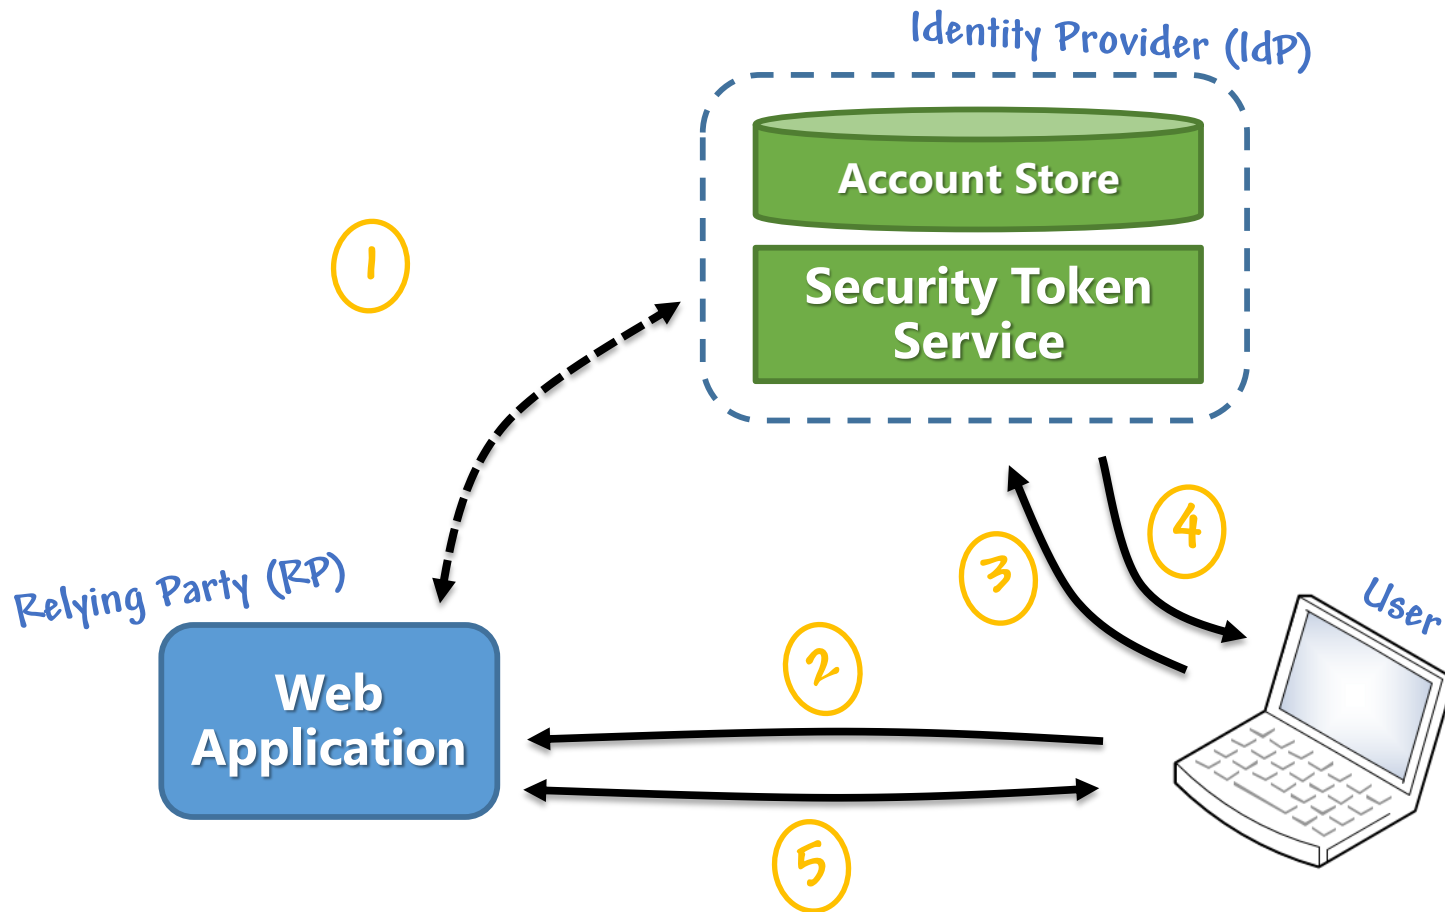 Identity Provider (IdP)
Account Store
Security Token
Service
1
3
4
Relying Party (RP)
User
2
Web
Application
5